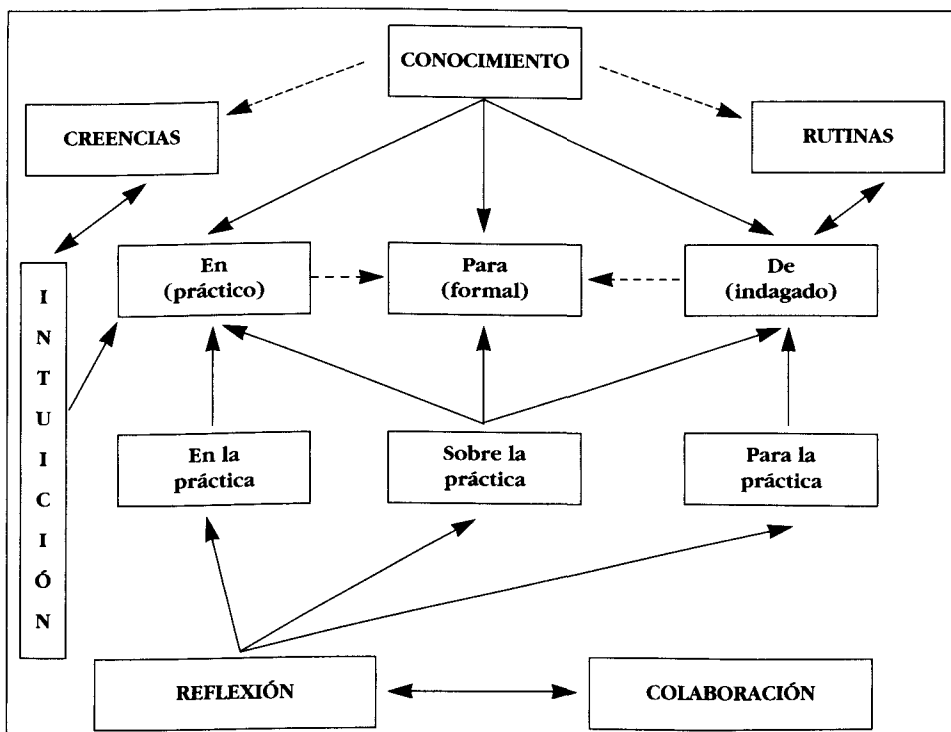 CONOCIMIENTO
CREENCIAS
RUTINAS
En
(práctico)
Para
(formal)
De
(indagado)
INTUICIÓN
En la
práctica
Sobre la
práctica
Para la
práctica
REFLEXIÓN
COLABORACIÓN